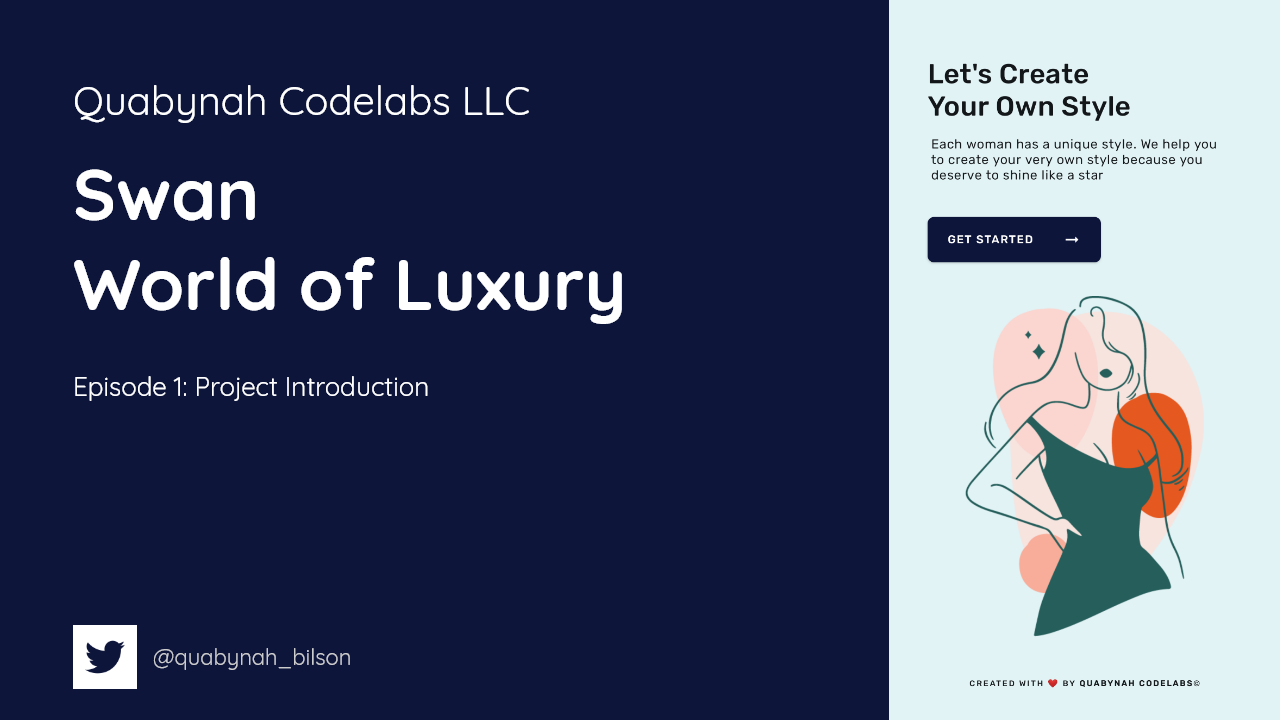 Quabynah Codelabs LLC
Swan
World of Luxury
Episode 1: Project Introduction
@quabynah_bilson
Let's Create
Your Own Style
Each woman has a unique style. We help you
to create your very own style because you
deserve to shine like a star
GET STARTED →
CREATED WITH ❤️ BY QUABYNAH CODELABS©